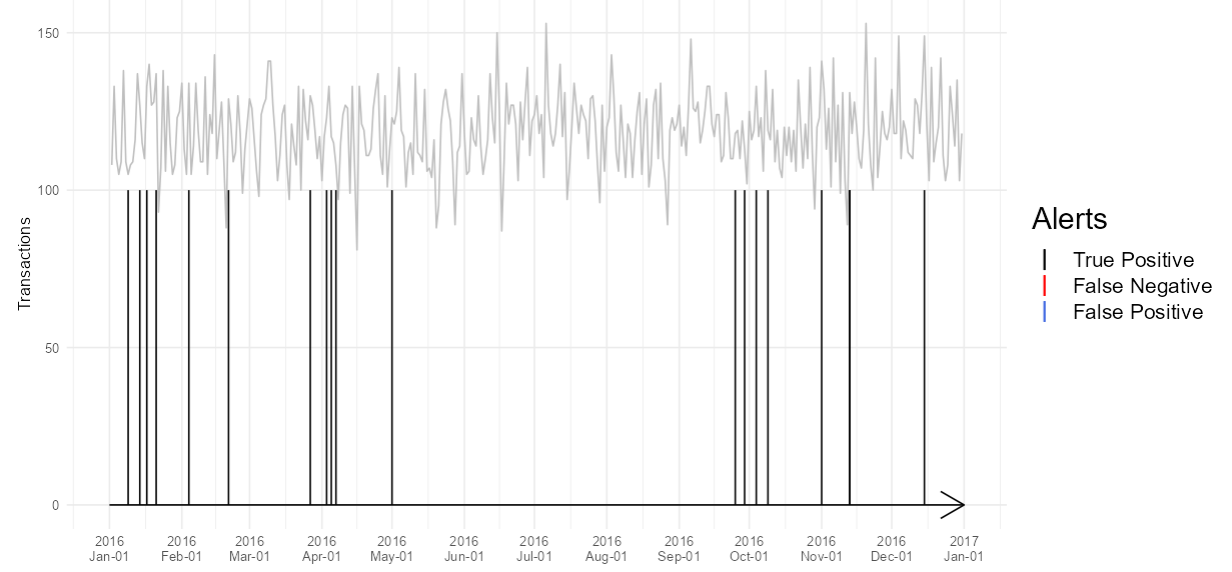 150
100
50
0
Transactions
2016 2016 2016 2016 2016 2016 2016 2016 2016 2016 2016 2016 2017
Jan-01 Feb-01 Mar-01 Apr-01 May-01 Jun-01 Jul-01 Aug-01 Sep-01 Oct-01 Nov-01 Dec-01 Jan-01
Alerts
True Positive
False Negative
False Positive